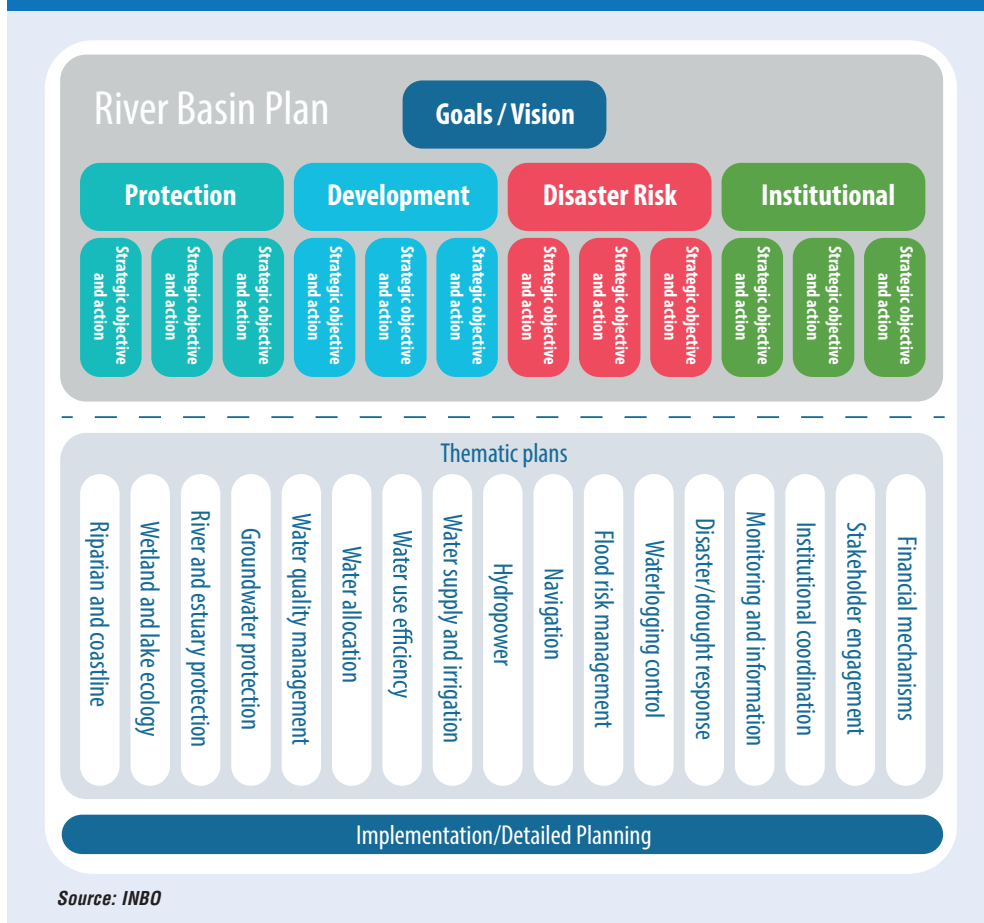 River Basin Plan
Goals / Vision
Protection
Development
Disaster Risk
Institutional
Strategic objective
and action
Strategic objective
and action
Strategic objective
and action
Strategic objective
and action
Strategic objective
and action
Strategic objective
and action
Strategic objective
and action
Strategic objective
and action
Strategic objective
and action
Strategic objective
and action
Strategic objective
and action
Strategic objective
and action
Thematic plans
Riparian and coastline
Wetland and lake ecology
River and estuary protection
Groundwater protection
Water quality management
Water allocation
Water use efficiency
Water supply and irrigation
Hydropower
Navigation
Flood risk management
Waterlogging control
Disaster/drought response
Monitoring and information
Institutional coordination
Stakeholder engagement
Financial mechanisms
Implementation/Detailed Planning
Source: INBO